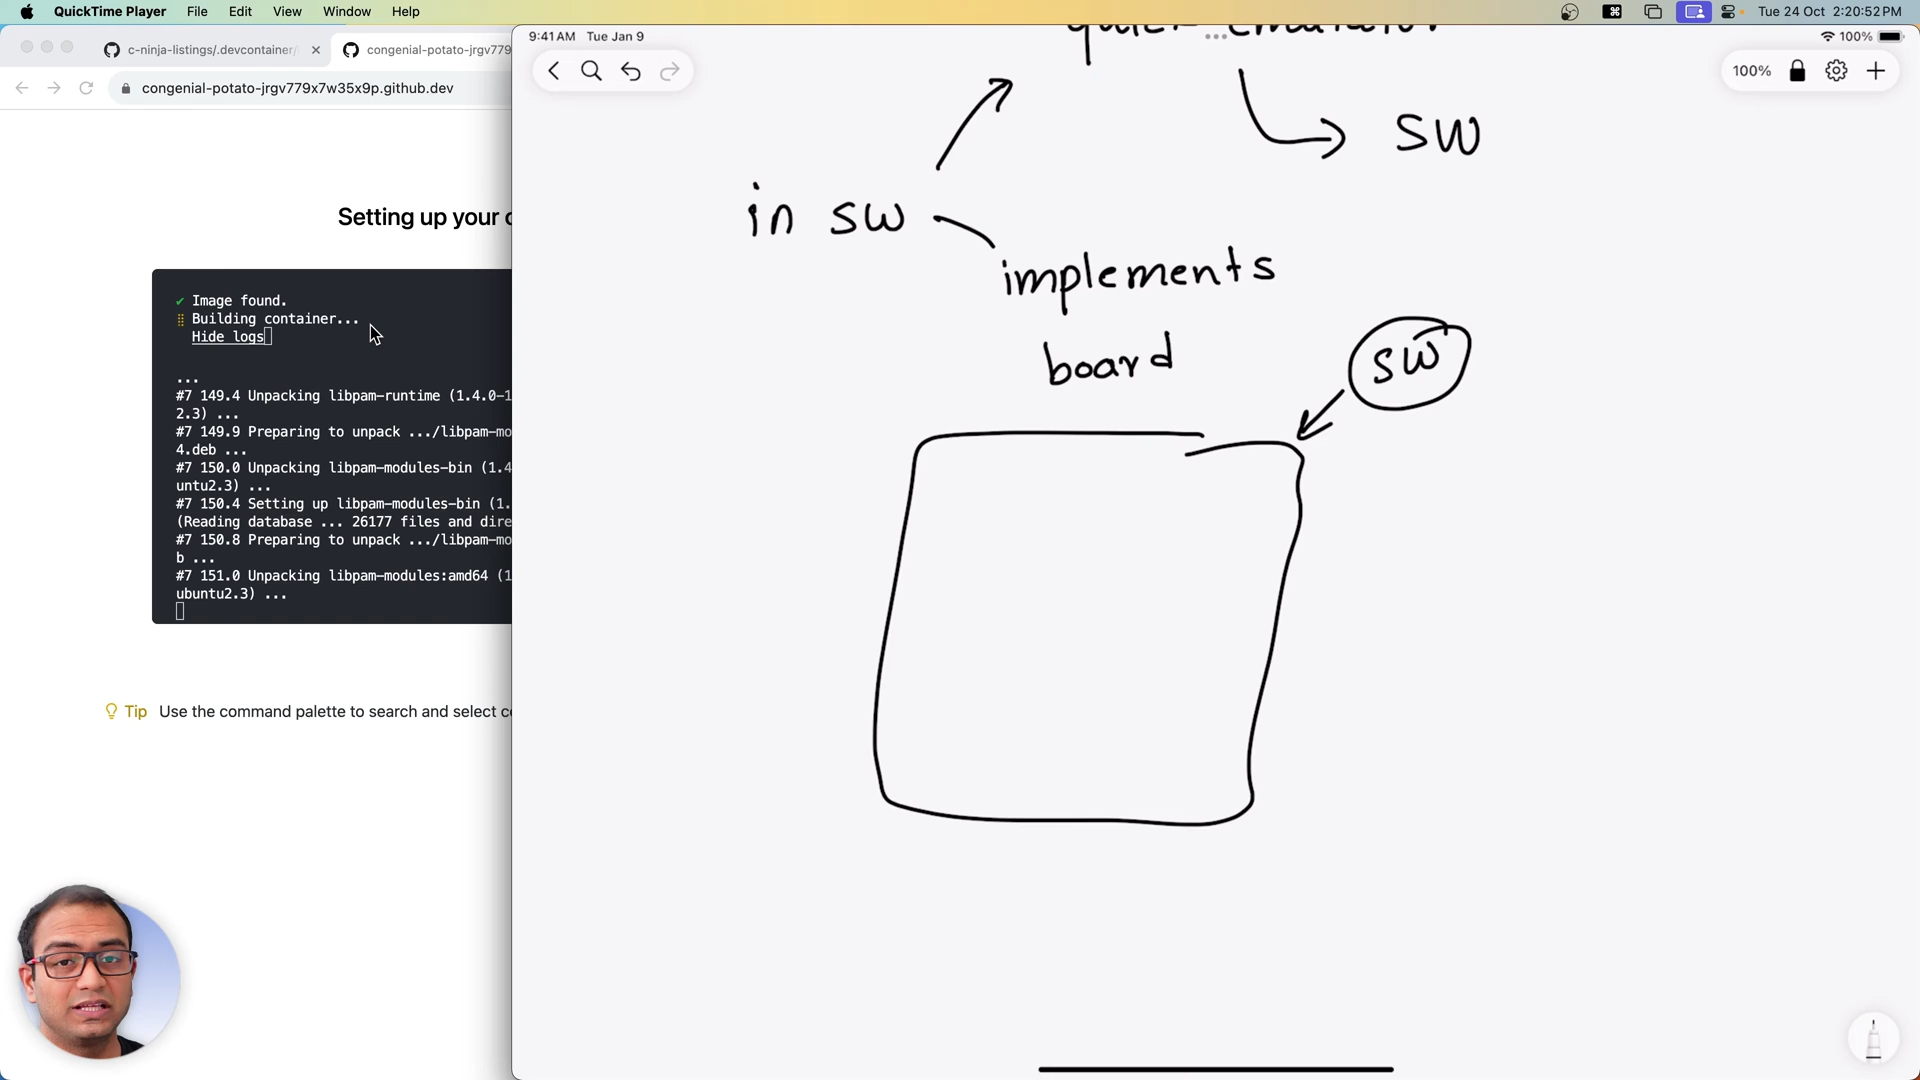 QuickTime Player File Edit View Window Help
Tue 24 Oct 2:20:52 PM
c-ninja-listings/.devcontainer/
congenial-potato-jrgv779
congenial-potato-jrgv779x7w35x9p.github.dev
Setting up your c
✓ Image found.
Building container...
Hide logs
...
#7 149.4 Unpacking libpam-runtime (1.4.0-1
2.3) ...
#7 149.9 Preparing to unpack .../libpam-mo
4.deb ...
#7 150.0 Unpacking libpam-modules-bin (1.4
untu2.3) ...
#7 150.4 Setting up libpam-modules-bin (1.
(Reading database ... 26177 files and dire
#7 150.8 Preparing to unpack .../libpam-mo
b ...
#7 151.0 Unpacking libpam-modules:amd64 (1
ubuntu2.3) ...
Tip Use the command palette to search and select co
9:41 AM Tue Jan 9
100%
100%
sw
in sw
implements
board
sw